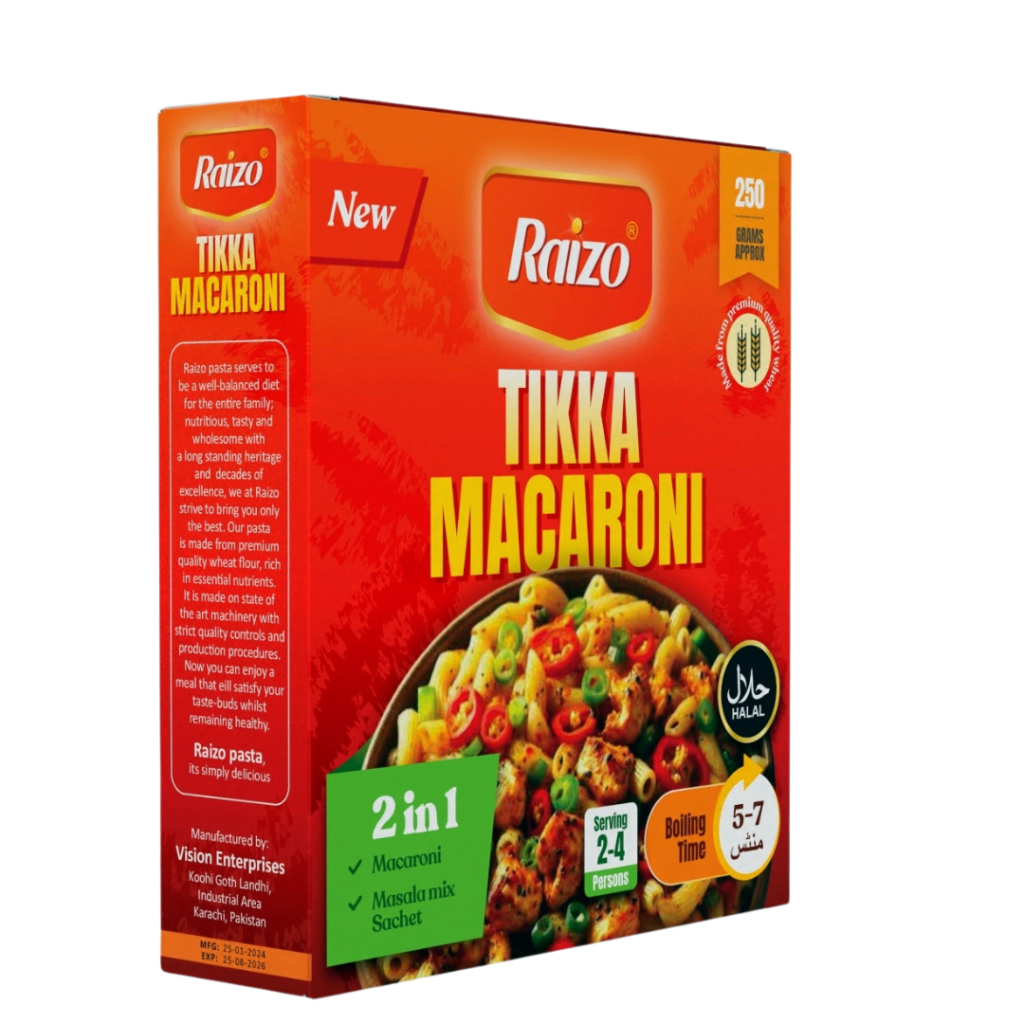 Raizo®
TIKKA
MACARONI
Raizo pasta serves to
be a well-balanced diet
for the entire family;
nutritious, tasty and
wholesome with
a long standing heritage
and decades of
excellence, we at Raizo
strive to bring you only
the best. Our pasta
is made from premium
quality wheat flour, rich
in essential nutrients.
It is made on state of
the art machinery with
strict quality controls and
production procedures.
Now you can enjoy a
meal that eill satisfy your
taste-buds whilst
remaining healthy.
Raizo pasta,
its simply delicious
Manufactured by:
Vision Enterprises
Koohi Goth Landhi,
Industrial Area
Karachi, Pakistan
MFG: 25-01-2024
EXP: 25-08-2026
New
Raizo®
250
GRAMS
APPROX
Made from premium quality wheat
TIKKA
MACARONI
حلال
HALAL
2 in 1
✓ Macaroni
✓ Masala mix
Sachet
Serving
2-4
Persons
Boiling
Time
5-7
منٹس